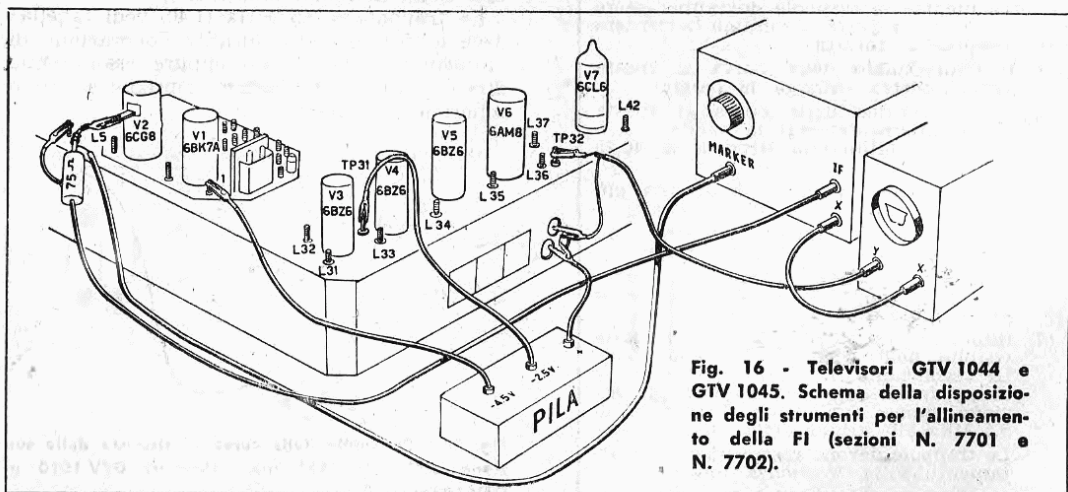 V7
6CL6
V2
6CG8
L5
V1
6BK7A
V6
6AM8
L42
V5
6BZ6
L37
TP32
L36
MARKER
75 Ω
1
TP31
V4
6BZ6
V3
6BZ6
L35
L34
IF
X
L32
L33
L31
Y
X
-4,5V.
-2,5V.
+
PILA
Fig. 16 - Televisori GTV 1044 e
GTV 1045. Schema della disposizio-
ne degli strumenti per l'allineamen-
to della FI (sezioni N. 7701 e
N. 7702).